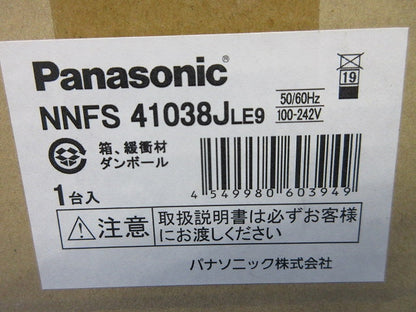 Panasonic
NNFS 41038JLE9
50/60Hz
100-242V
19
箱、緩衝材
ダンボール
4 549980 603949
1台入
注意
取扱説明書は必ずお客様
にお渡しください
パナソニック株式会社